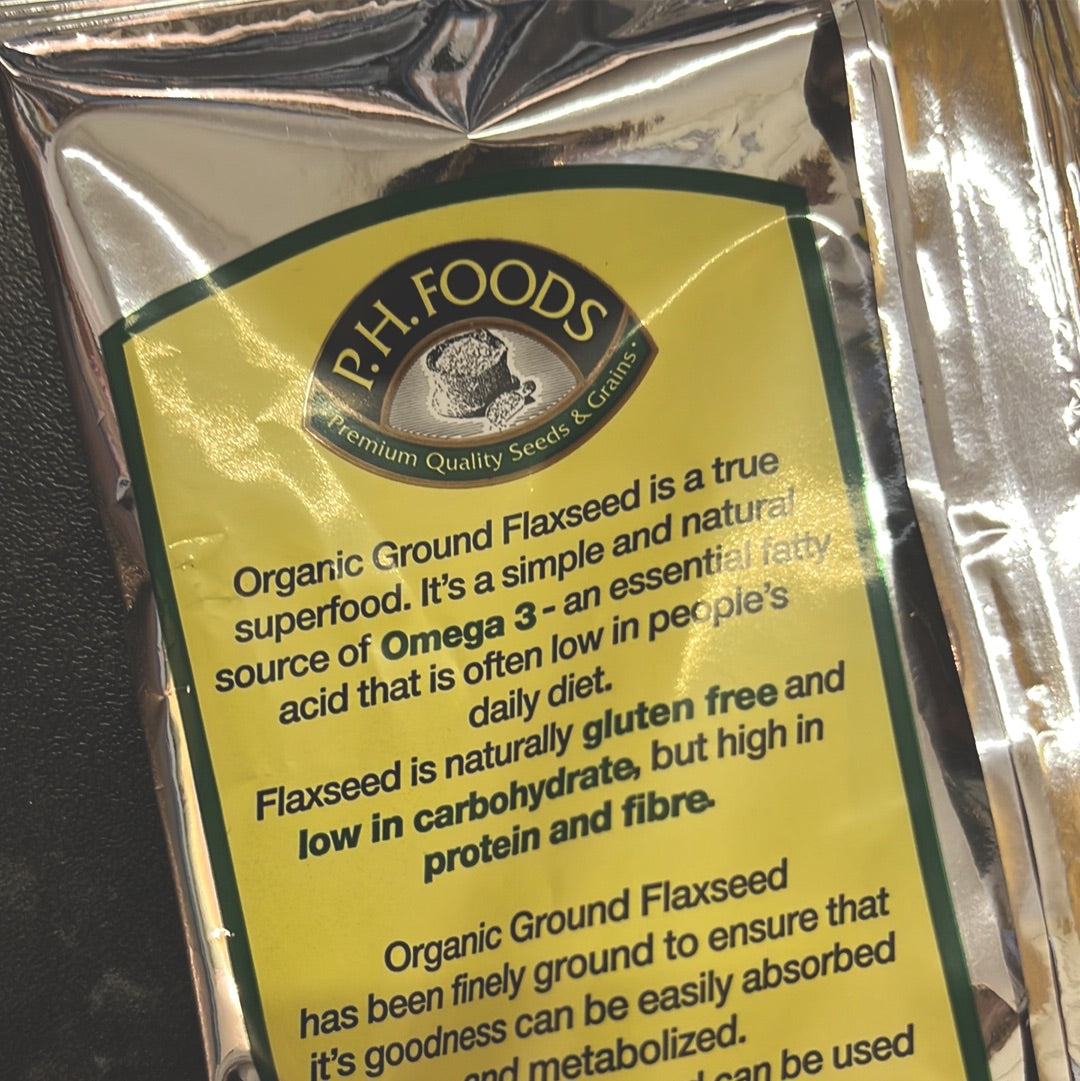 P.H. FOODS
Premium Quality Seeds & Grains
Organic Ground Flaxseed is a true
superfood. It's a simple and natural
source of Omega 3 - an essential fatty
acid that is often low in people's
daily diet.
Flaxseed is naturally gluten free and
low in carbohydrate, but high in
protein and fibre.
Organic Ground Flaxseed
has been finely ground to ensure that
it's goodness can be easily absorbed
and metabolized.
can be used